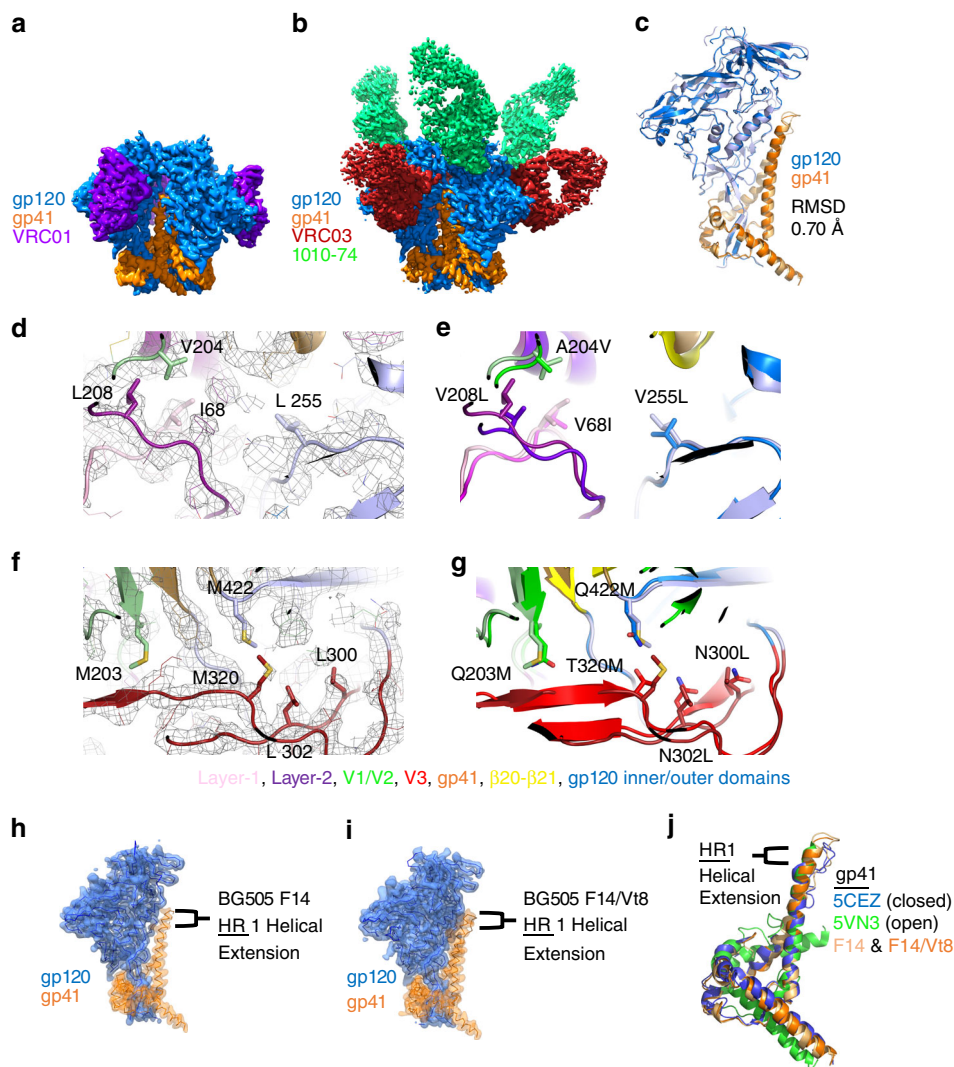 a
gp120
gp41
VRC01
b
gp120
gp41
VRC03
1010-74
c
gp120
gp41
RMSD
0.70 Å
d
V204
L208
I68
L 255
e
A204V
V208L
V68I
V255L
f
M422
M203
M320
L300
L 302
g
Q422M
Q203M
T320M
N300L
N302L
Layer-1, Layer-2, V1/V2, V3, gp41, β20-β21, gp120 inner/outer domains
h
BG505 F14
HR 1 Helical
Extension
gp120
gp41
i
BG505 F14/Vt8
HR 1 Helical
Extension
gp120
gp41
j
HR1
Helical
Extension
gp41
5CEZ (closed)
5VN3 (open)
F14 & F14/Vt8